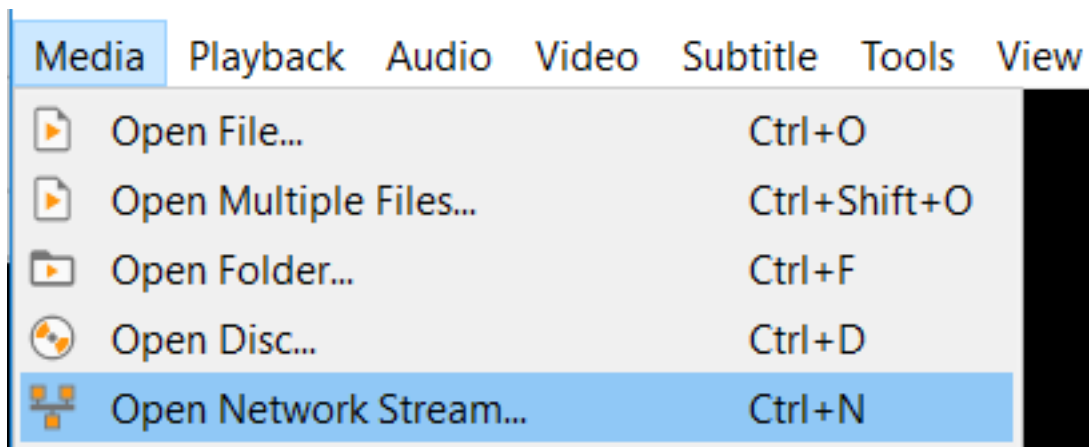 Media Playback Audio Video Subtitle Tools View
Open File... Ctrl+O
Open Multiple Files... Ctrl+Shift+O
Open Folder... Ctrl+F
Open Disc... Ctrl+D
Open Network Stream... Ctrl+N